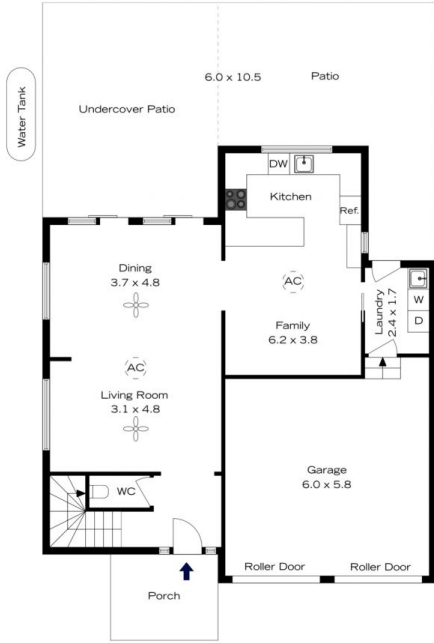 6.0 x 10.5
Patio
Undercover Patio
Water Tank
DW
Kitchen
Ref.
Dining
3.7 x 4.8
AC
Laundry
2.4 x 1.7
W
D
Family
6.2 x 3.8
AC
Living Room
3.1 x 4.8
WC
Garage
6.0 x 5.8
Roller Door
Roller Door
Porch